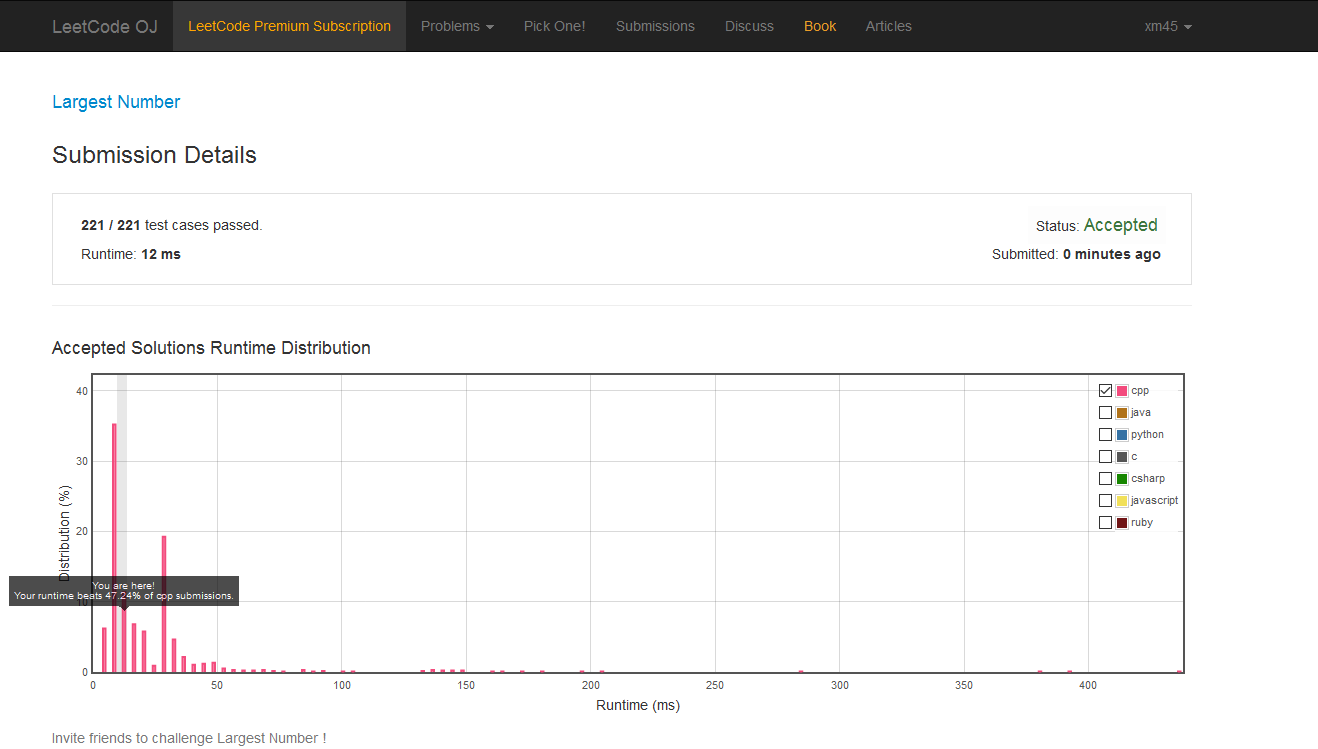 LeetCode OJ LeetCode Premium Subscription Problems Pick One! Submissions Discuss Book Articles xm45
Largest Number
Submission Details
221 / 221 test cases passed. Status: Accepted
Runtime: 12 ms Submitted: 0 minutes ago
Accepted Solutions Runtime Distribution
40
30
20
10
0
Distribution (%)
You are here!
Your runtime beats 47.24% of cpp submissions.
cpp
java
python
c
csharp
javascript
ruby
0 50 100 150 200 250 300 350 400
Runtime (ms)
Invite friends to challenge Largest Number !